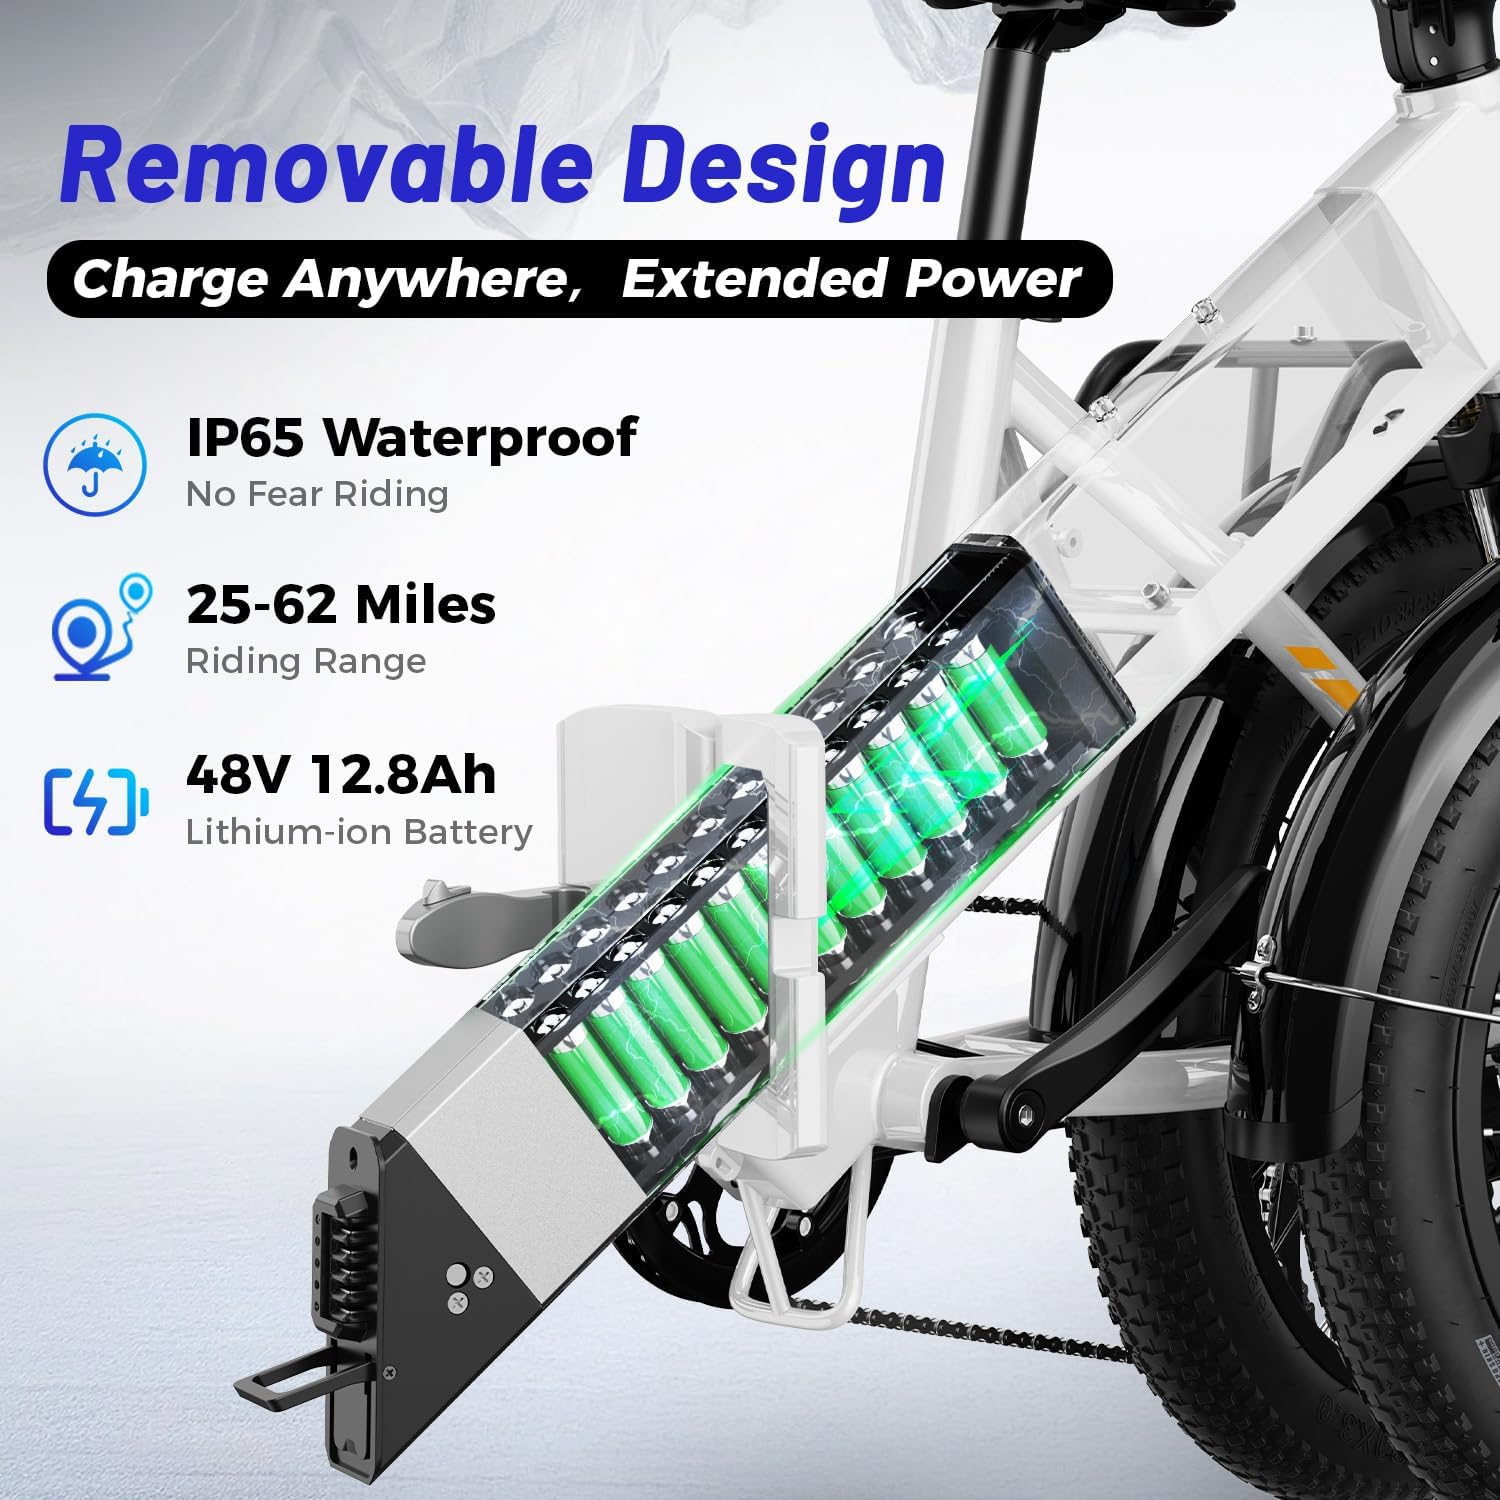 Removable Design
Charge Anywhere, Extended Power
IP65 Waterproof
No Fear Riding
25-62 Miles
Riding Range
48V 12.8Ah
Lithium-ion Battery